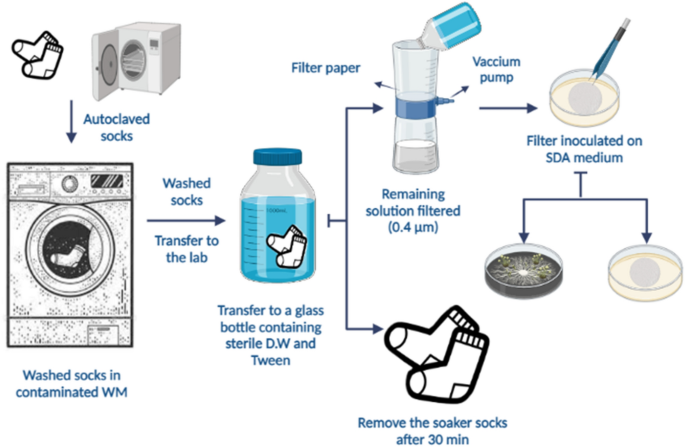 Autoclaved
socks
Washed socks in
contaminated WM
Washed
socks
Transfer to
the lab
1000mL
Transfer to a glass
bottle containing
sterile D.W and
Tween
Filter paper
Vaccium
pump
Remaining
solution filtered
(0.4 μm)
Filter inoculated on
SDA medium
Remove the soaker socks
after 30 min